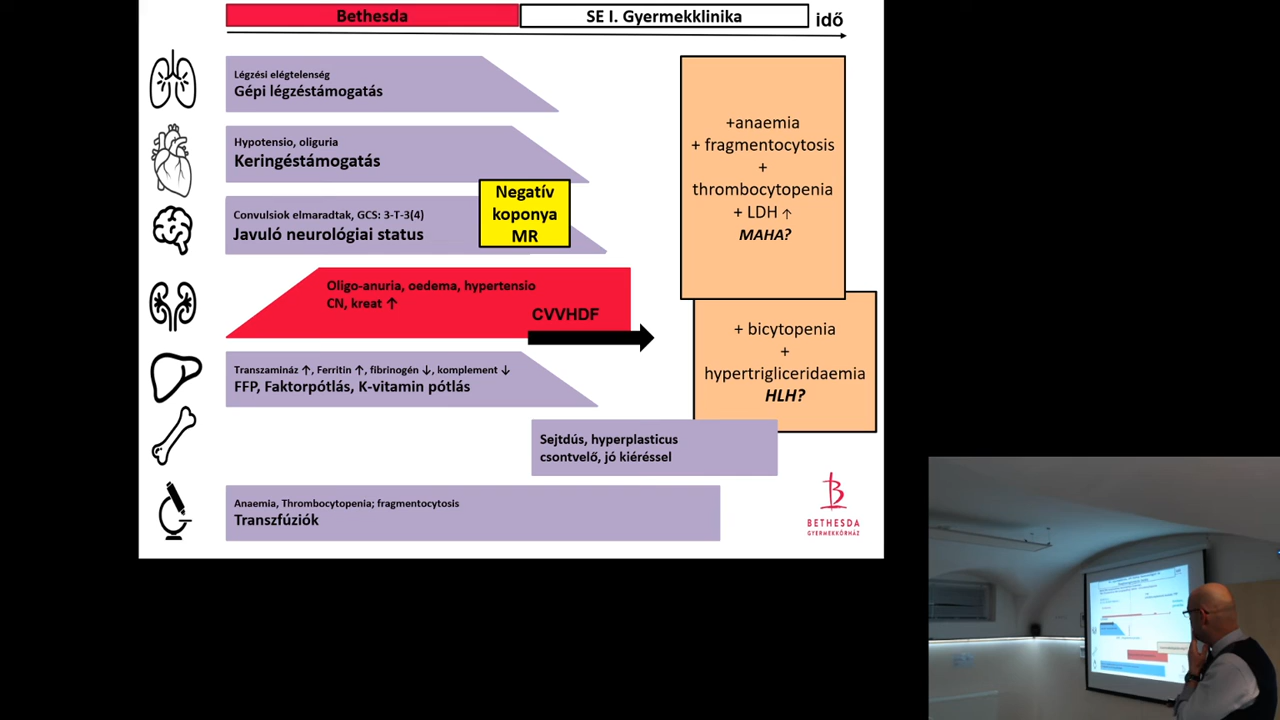 Bethesda
SE I. Gyermekklinika
idő
Légzési elégtelenség
Gépi légzéstámogatás
Hypotensio, oliguria
Keringéstámogatás
Convulsiok elmaradtak, GCS: 3-T-3(4)
Javuló neurológiai status
Negatív
koponya
MR
Oligo-anuria, oedema, hypertensio
CN, kreat ↑
CVVHDF
Transzamináz ↑, Ferritin ↑, fibrinogén ↓, komplement ↓
FFP, Faktorpótlás, K-vitamin pótlás
Sejtdús, hyperplasticus
csontvelő, jó kiéréssel
Anaemia, Thrombocytopenia; fragmentocytosis
Transzfúziók
+anaemia
+ fragmentocytosis
+
thrombocytopenia
+ LDH ↑
MAHA?
+ bicytopenia
+
hypertrigliceridaemia
HLH?
BETHESDA
GYERMEKKÓRHÁZ